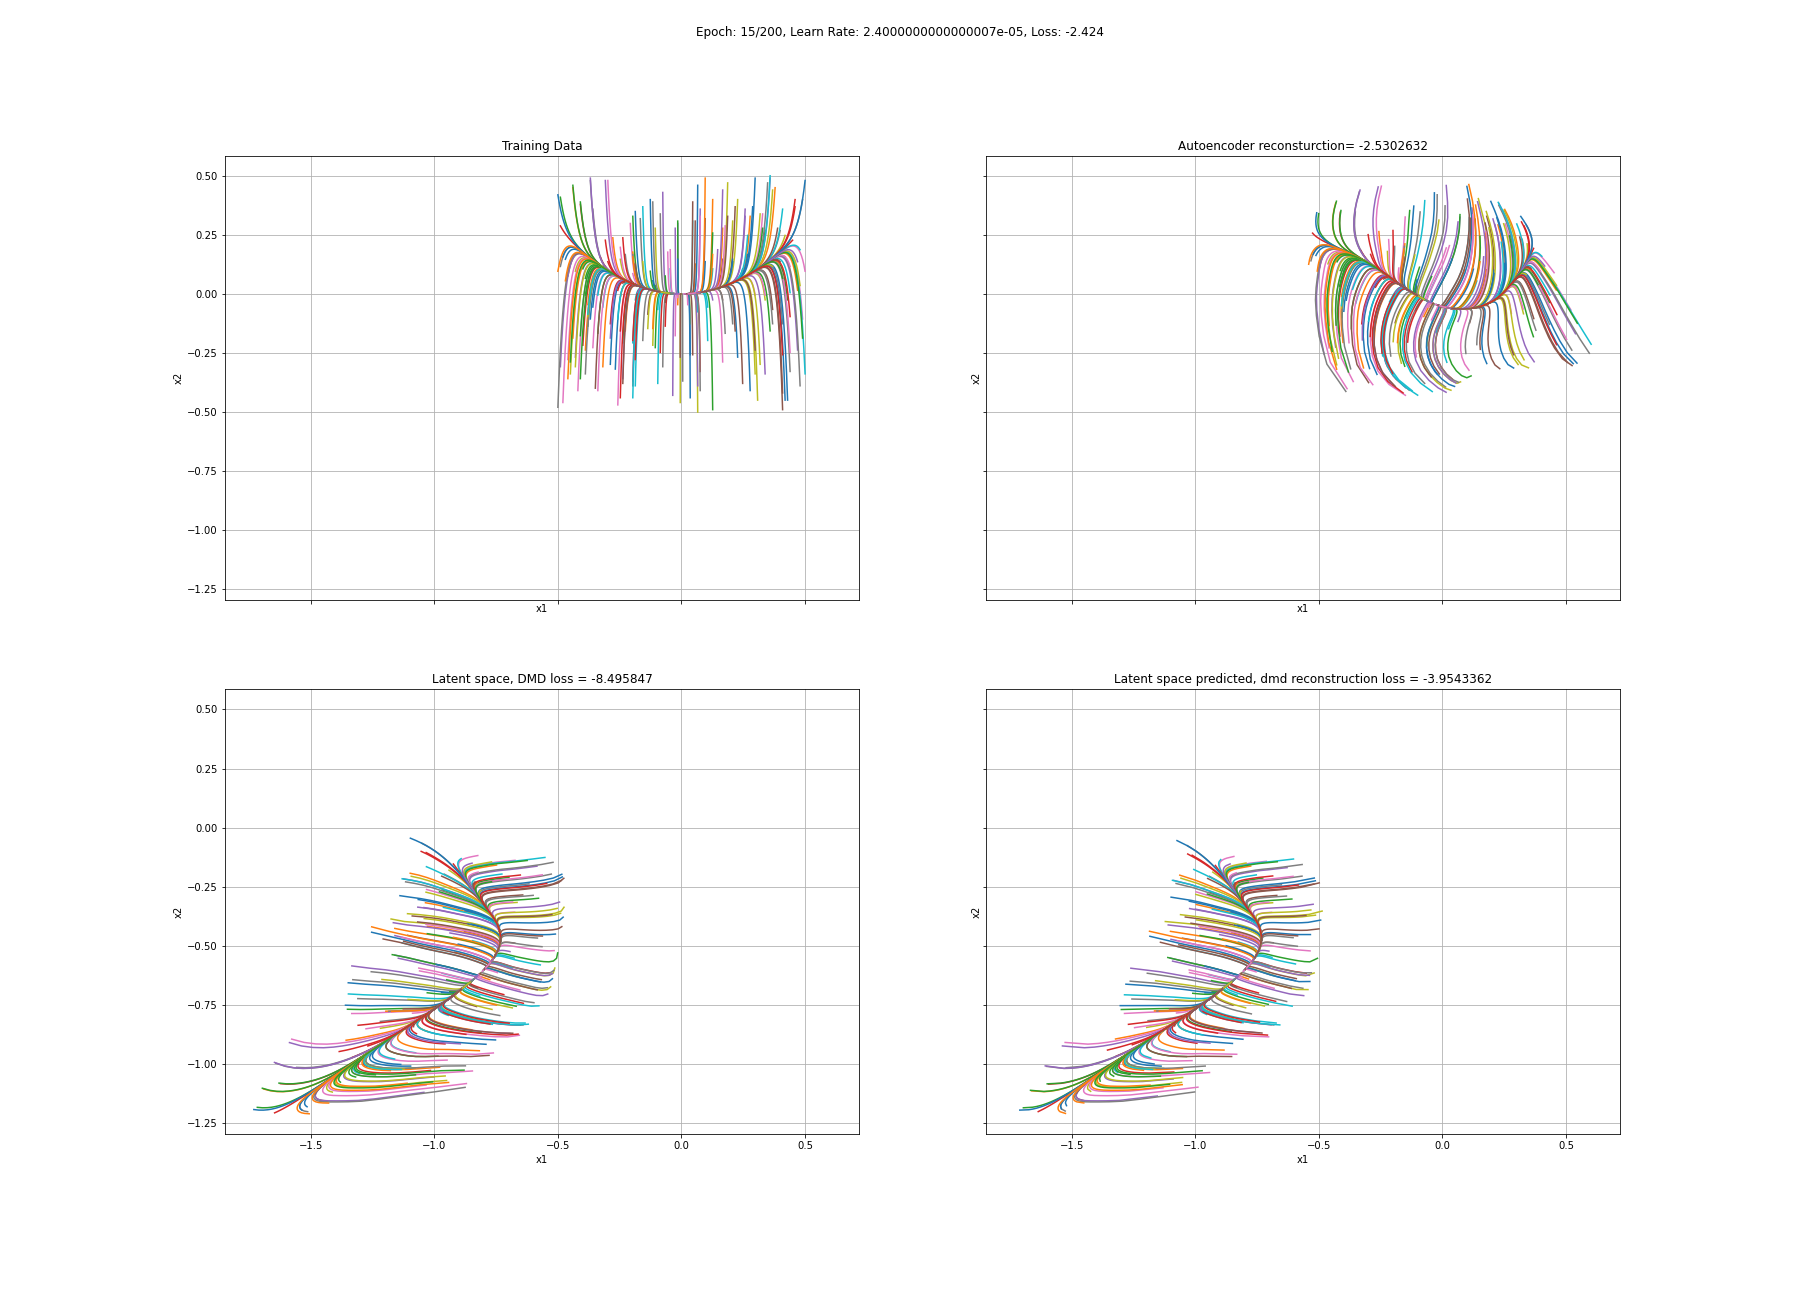 Epoch: 15/200, Learn Rate: 2.4000000000000007e-05, Loss: -2.424
Training Data
Autoencoder reconsturction= -2.5302632
0.50
0.25
0.00
−0.25
−0.50
−0.75
−1.00
−1.25
x2
x1
x2
x1
Latent space, DMD loss = -8.495847
Latent space predicted, dmd reconstruction loss = -3.9543362
0.50
0.25
0.00
−0.25
−0.50
−0.75
−1.00
−1.25
x2
−1.5 −1.0 −0.5 0.0 0.5
x1
x2
−1.5 −1.0 −0.5 0.0 0.5
x1